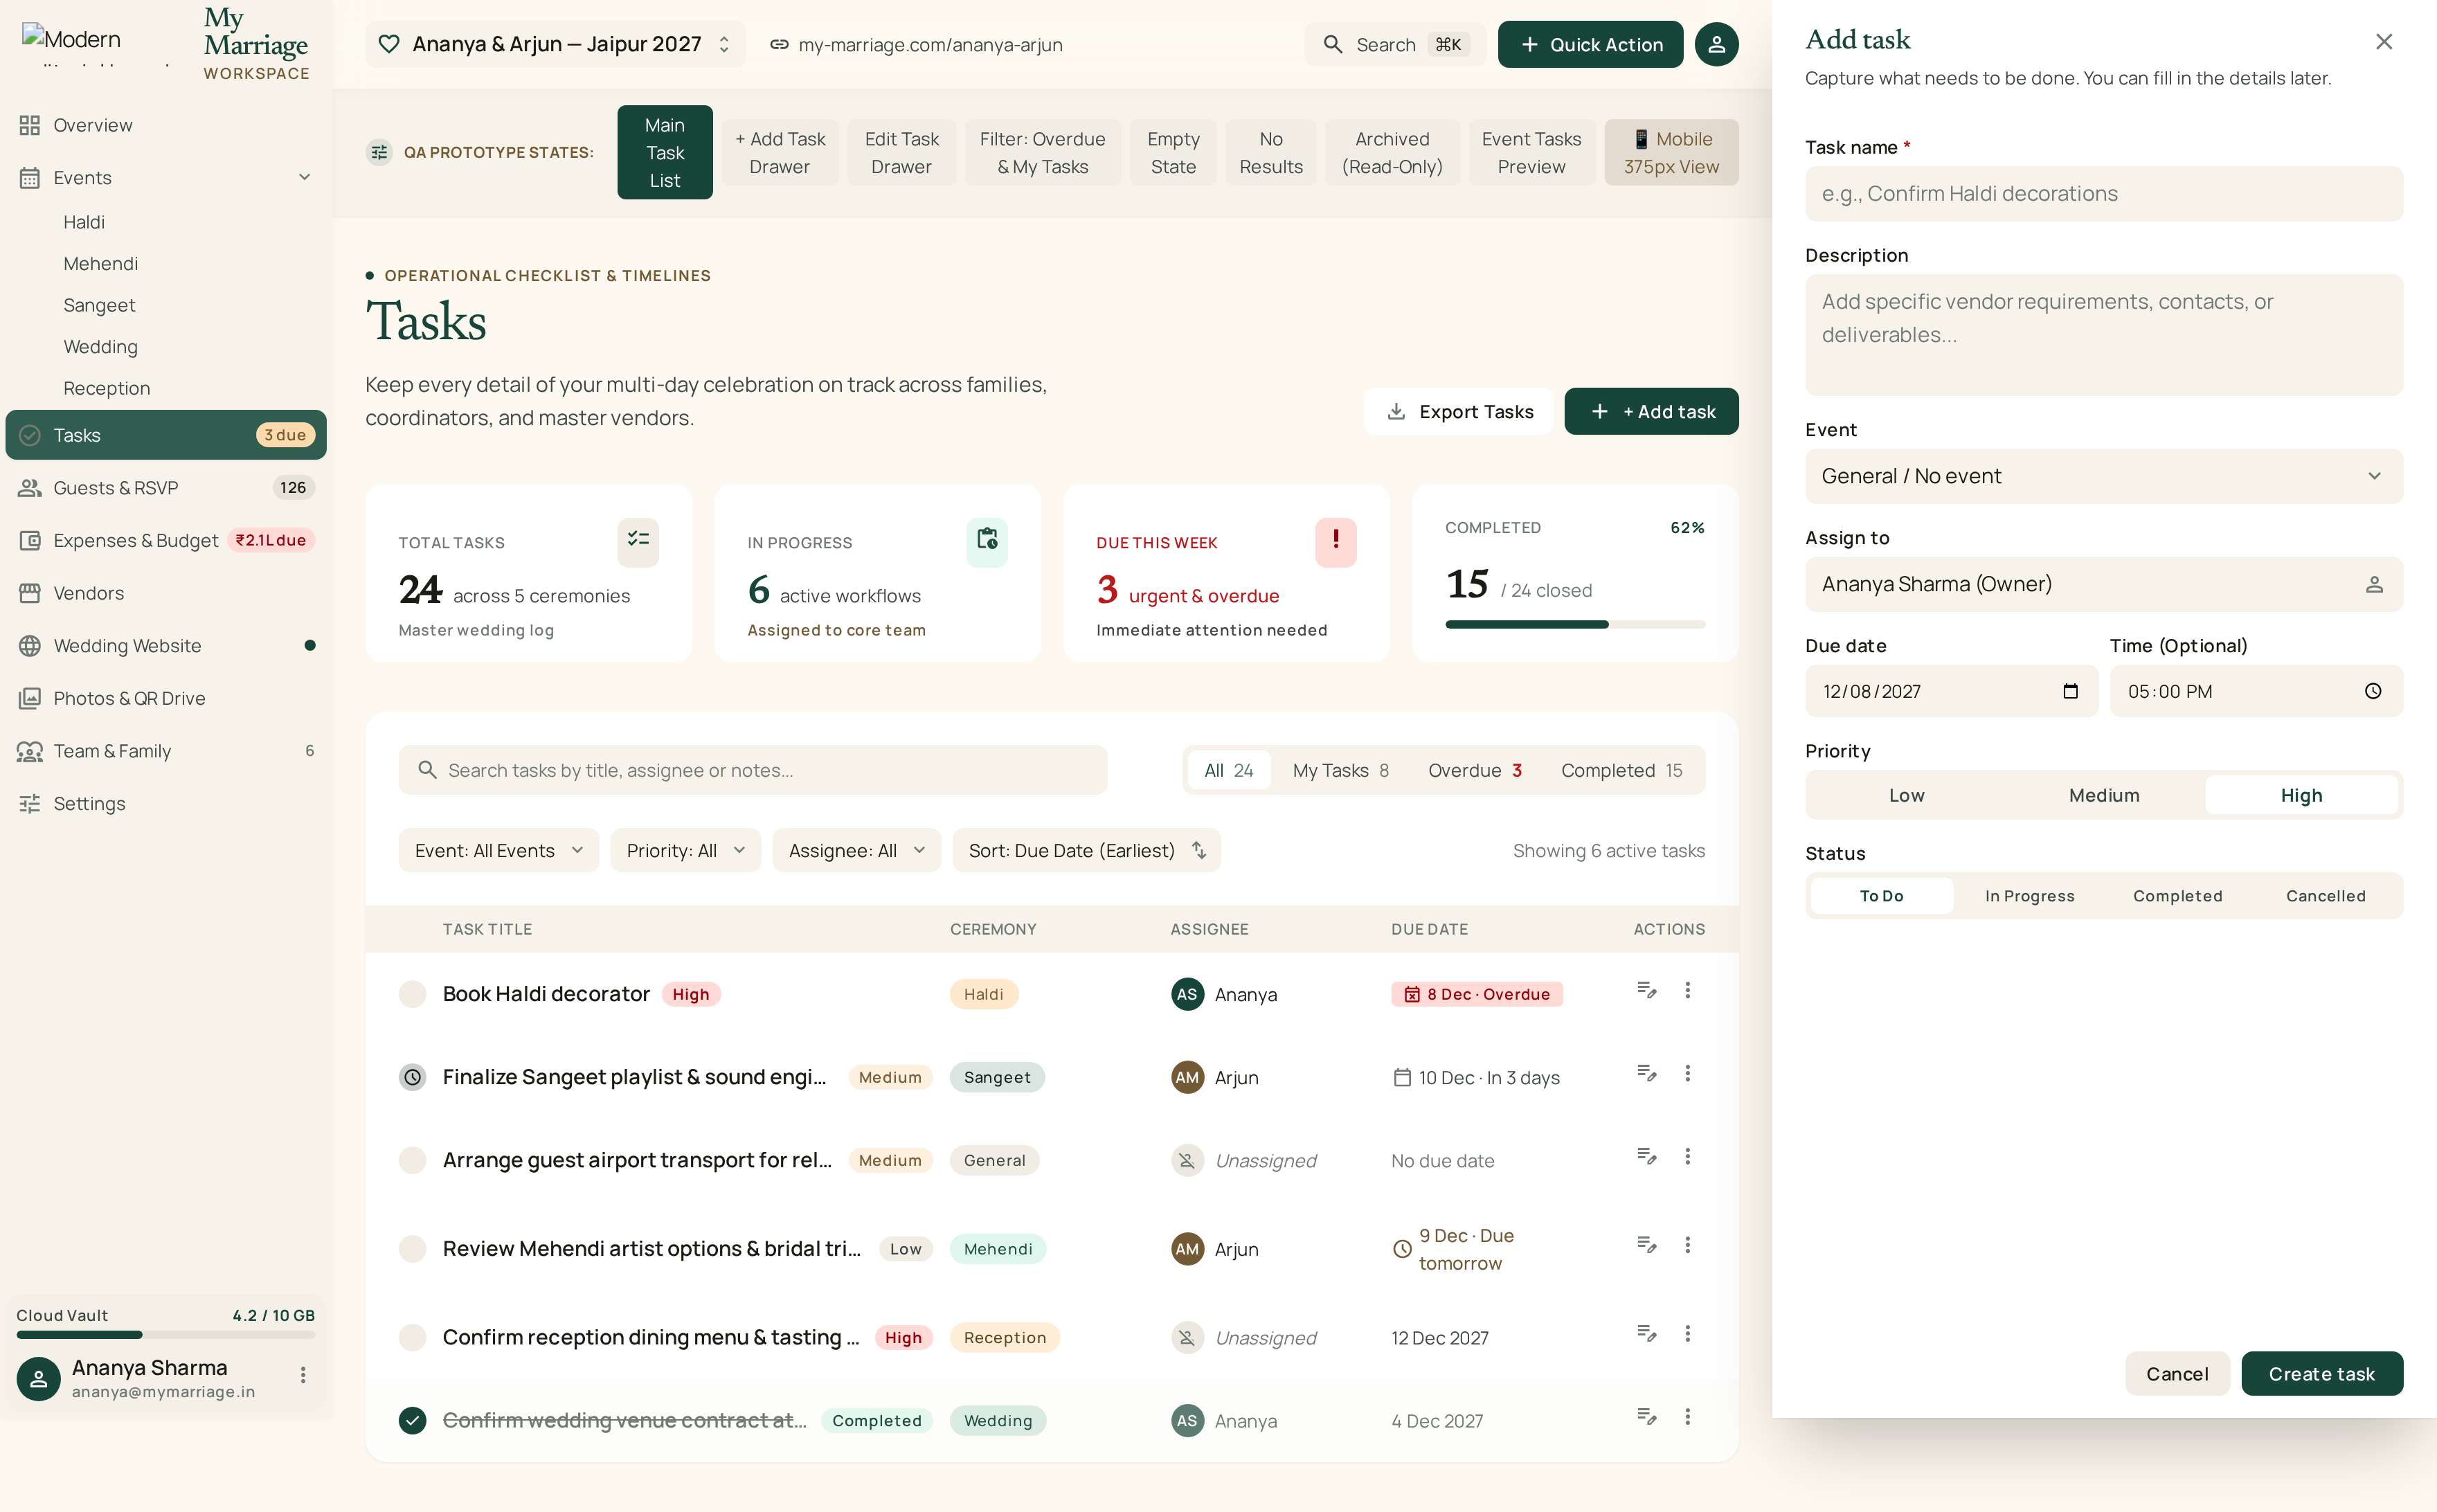 Modern
My
Marriage
WORKSPACE
Overview
Events
Haldi
Mehendi
Sangeet
Wedding
Reception
Tasks
3 due
Guests & RSVP
126
Expenses & Budget
₹2.1L due
Vendors
Wedding Website
Photos & QR Drive
Team & Family
6
Settings
Cloud Vault
4.2 / 10 GB
Ananya Sharma
ananya@mymarriage.in
Ananya & Arjun — Jaipur 2027
my-marriage.com/ananya-arjun
Search ⌘K
+ Quick Action
QA PROTOTYPE STATES:
Main
Task
List
+ Add Task
Drawer
Edit Task
Drawer
Filter: Overdue
& My Tasks
Empty
State
No
Results
Archived
(Read-Only)
Event Tasks
Preview
📱 Mobile
375px View
OPERATIONAL CHECKLIST & TIMELINES
Tasks
Keep every detail of your multi-day celebration on track across families,
coordinators, and master vendors.
Export Tasks
+ + Add task
TOTAL TASKS
24 across 5 ceremonies
Master wedding log
IN PROGRESS
6 active workflows
Assigned to core team
DUE THIS WEEK
3 urgent & overdue
Immediate attention needed
COMPLETED
62%
15 / 24 closed
Search tasks by title, assignee or notes...
All 24
My Tasks 8
Overdue 3
Completed 15
Event: All Events
Priority: All
Assignee: All
Sort: Due Date (Earliest)
Showing 6 active tasks
TASK TITLE
CEREMONY
ASSIGNEE
DUE DATE
ACTIONS
Book Haldi decorator
High
Haldi
AS Ananya
8 Dec · Overdue
Finalize Sangeet playlist & sound engi...
Medium
Sangeet
AM Arjun
10 Dec · In 3 days
Arrange guest airport transport for rel...
Medium
General
Unassigned
No due date
Review Mehendi artist options & bridal tri...
Low
Mehendi
AM Arjun
9 Dec · Due
tomorrow
Confirm reception dining menu & tasting ...
High
Reception
Unassigned
12 Dec 2027
Confirm wedding venue contract at...
Completed
Wedding
AS Ananya
4 Dec 2027
Add task
Capture what needs to be done. You can fill in the details later.
Task name *
e.g., Confirm Haldi decorations
Description
Add specific vendor requirements, contacts, or
deliverables...
Event
General / No event
Assign to
Ananya Sharma (Owner)
Due date
12/08/2027
Time (Optional)
05:00 PM
Priority
Low
Medium
High
Status
To Do
In Progress
Completed
Cancelled
Cancel
Create task